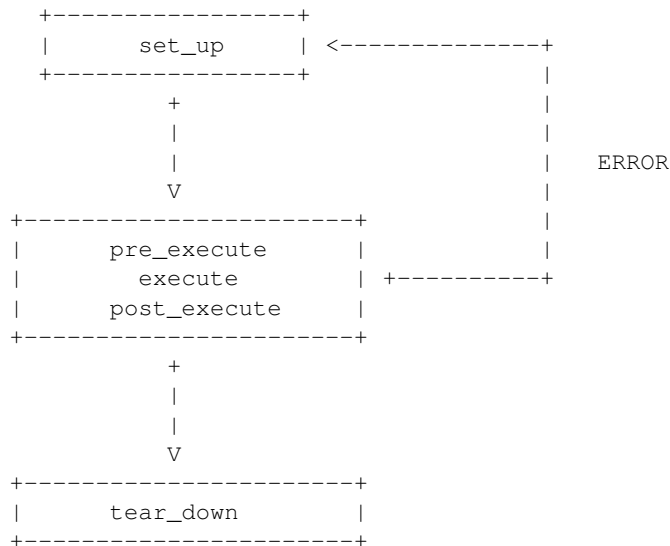 set_up
ERROR
pre_execute
execute
post_execute
tear_down